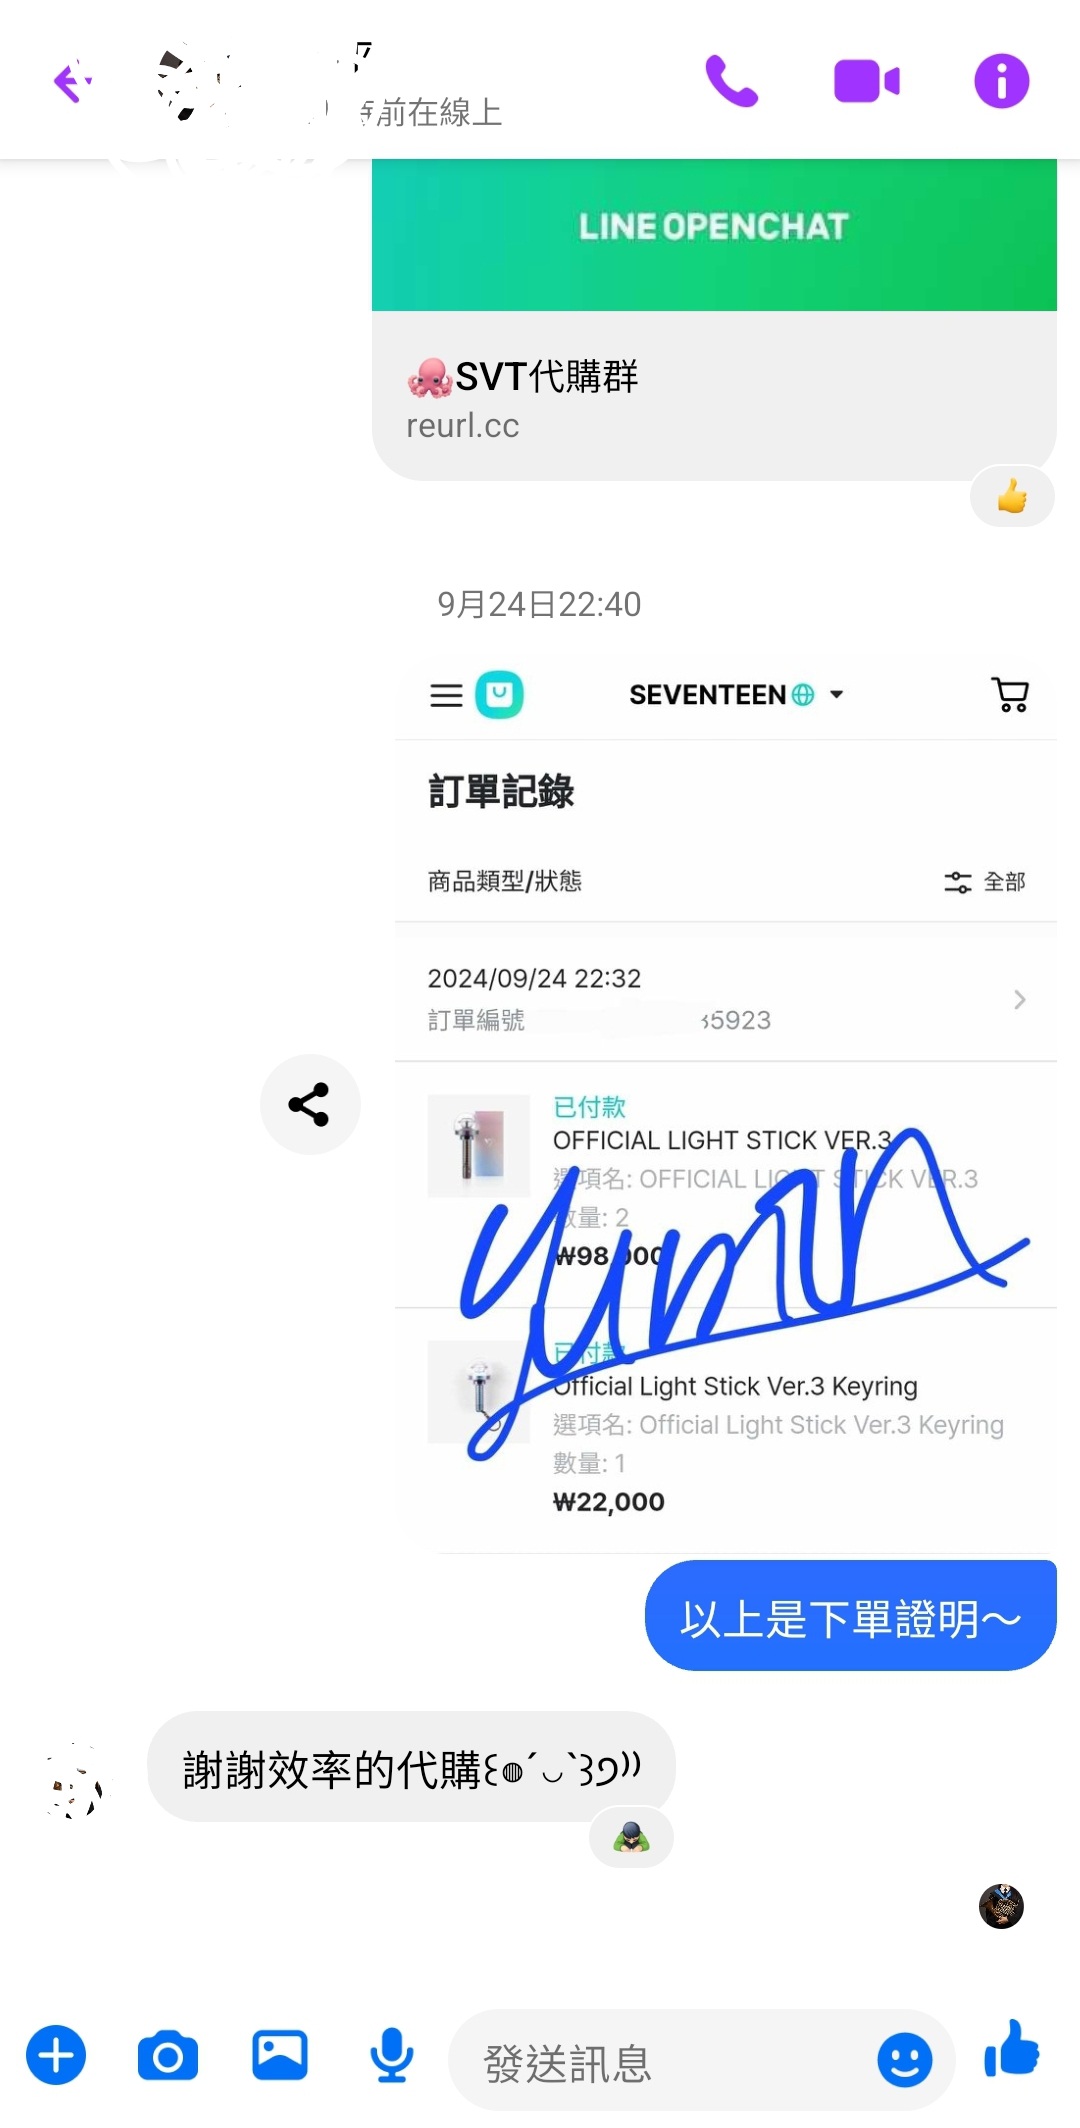 前在線上
LINE OPENCHAT
🐙SVT代購群
reurl.cc
9月24日22:40
SEVENTEEN
訂單記錄
商品類型/狀態
全部
2024/09/24 22:32
訂單編號 35923
已付款
OFFICIAL LIGHT STICK VER.3
選項名: OFFICIAL LIGHT STICK VER.3
數量: 2
₩98,000
已付款
Official Light Stick Ver.3 Keyring
選項名: Official Light Stick Ver.3 Keyring
數量: 1
₩22,000
以上是下單證明～
謝謝效率的代購꒰๑´◡`꒱੭⁾⁾
發送訊息